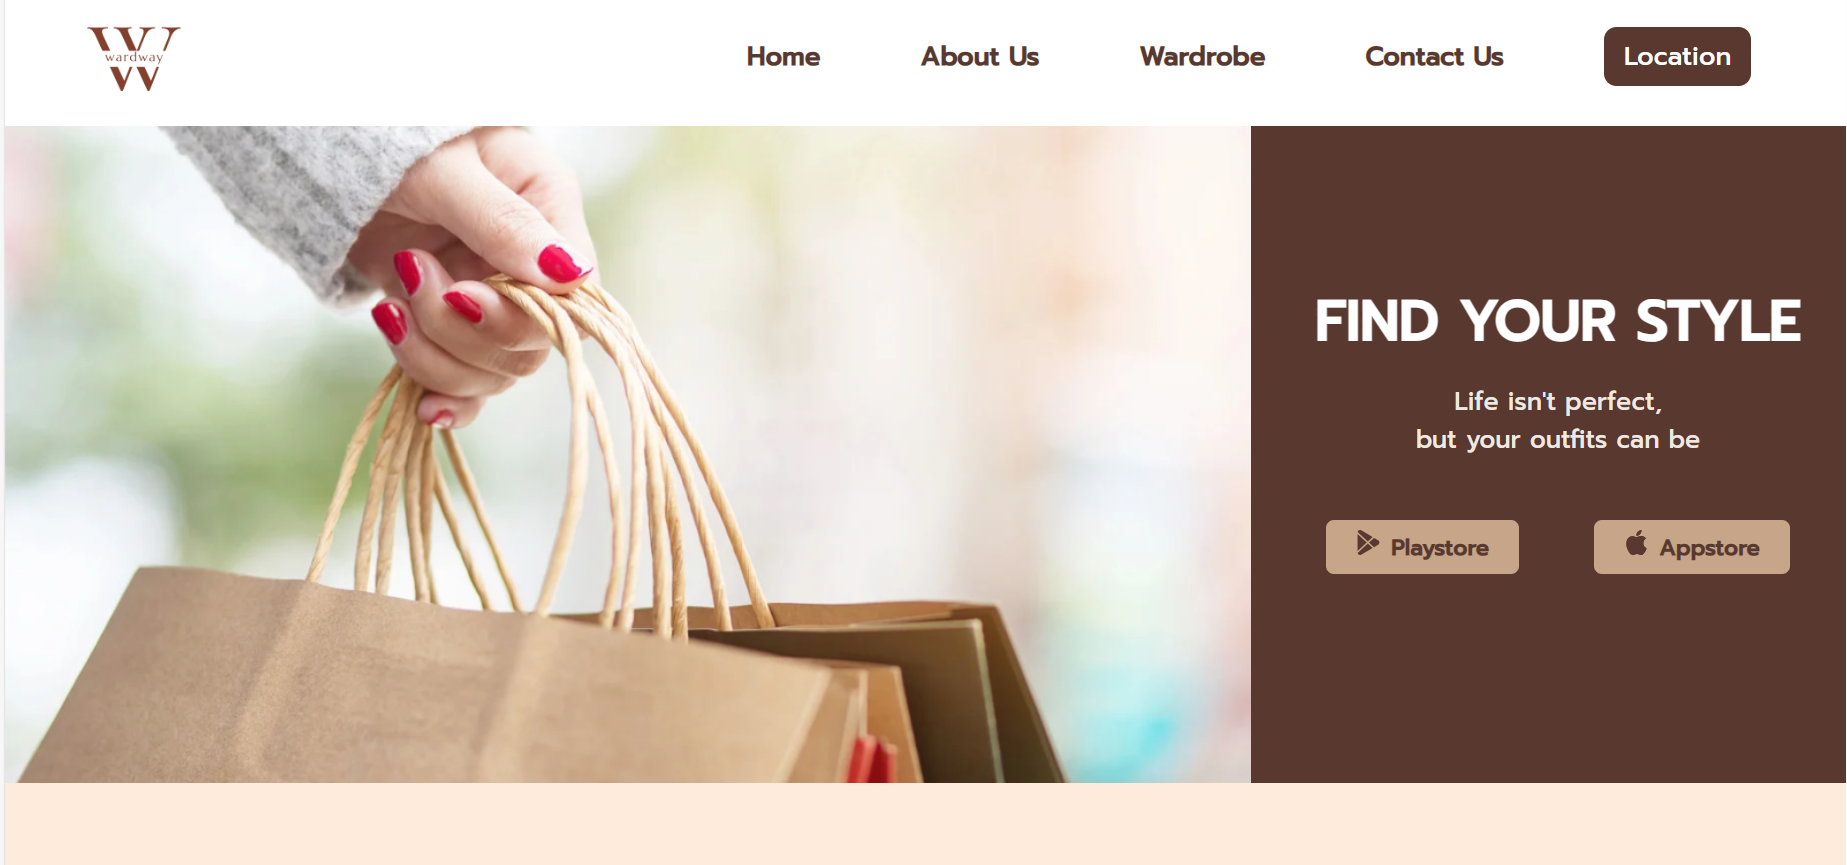 wardway
Home
About Us
Wardrobe
Contact Us
Location
FIND YOUR STYLE
Life isn't perfect,
but your outfits can be
Playstore
Appstore